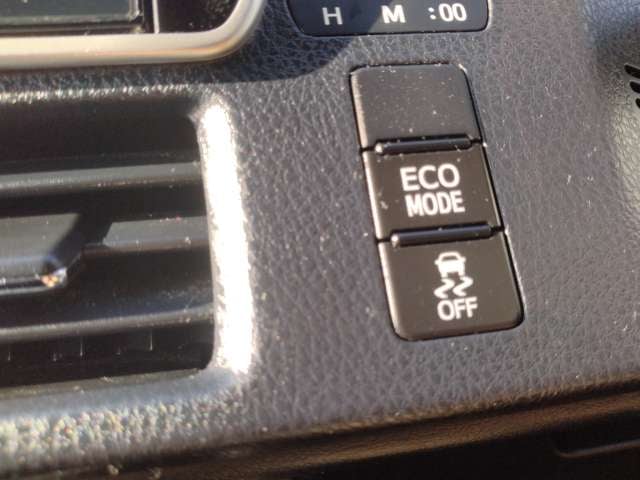 H M :00
ECO
MODE
OFF